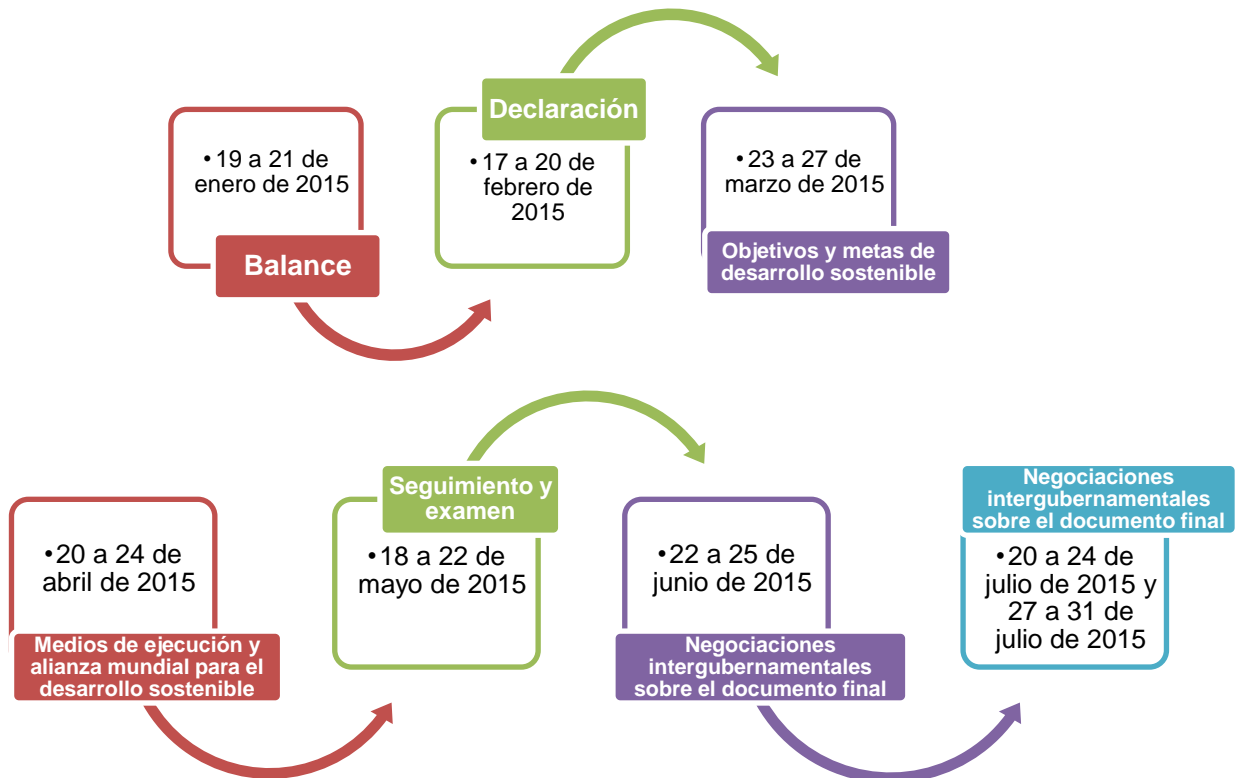 •19 a 21 de
enero de 2015
Balance
Declaración
•17 a 20 de
febrero de
2015
•23 a 27 de
marzo de 2015
Objetivos y metas de
desarrollo sostenible
•20 a 24 de
abril de 2015
Medios de ejecución y
alianza mundial para el
desarrollo sostenible
Seguimiento y
examen
•18 a 22 de
mayo de 2015
•22 a 25 de
junio de 2015
Negociaciones
intergubernamentales
sobre el documento final
Negociaciones
intergubernamentales
sobre el documento final
•20 a 24 de
julio de 2015 y
27 a 31 de
julio de 2015